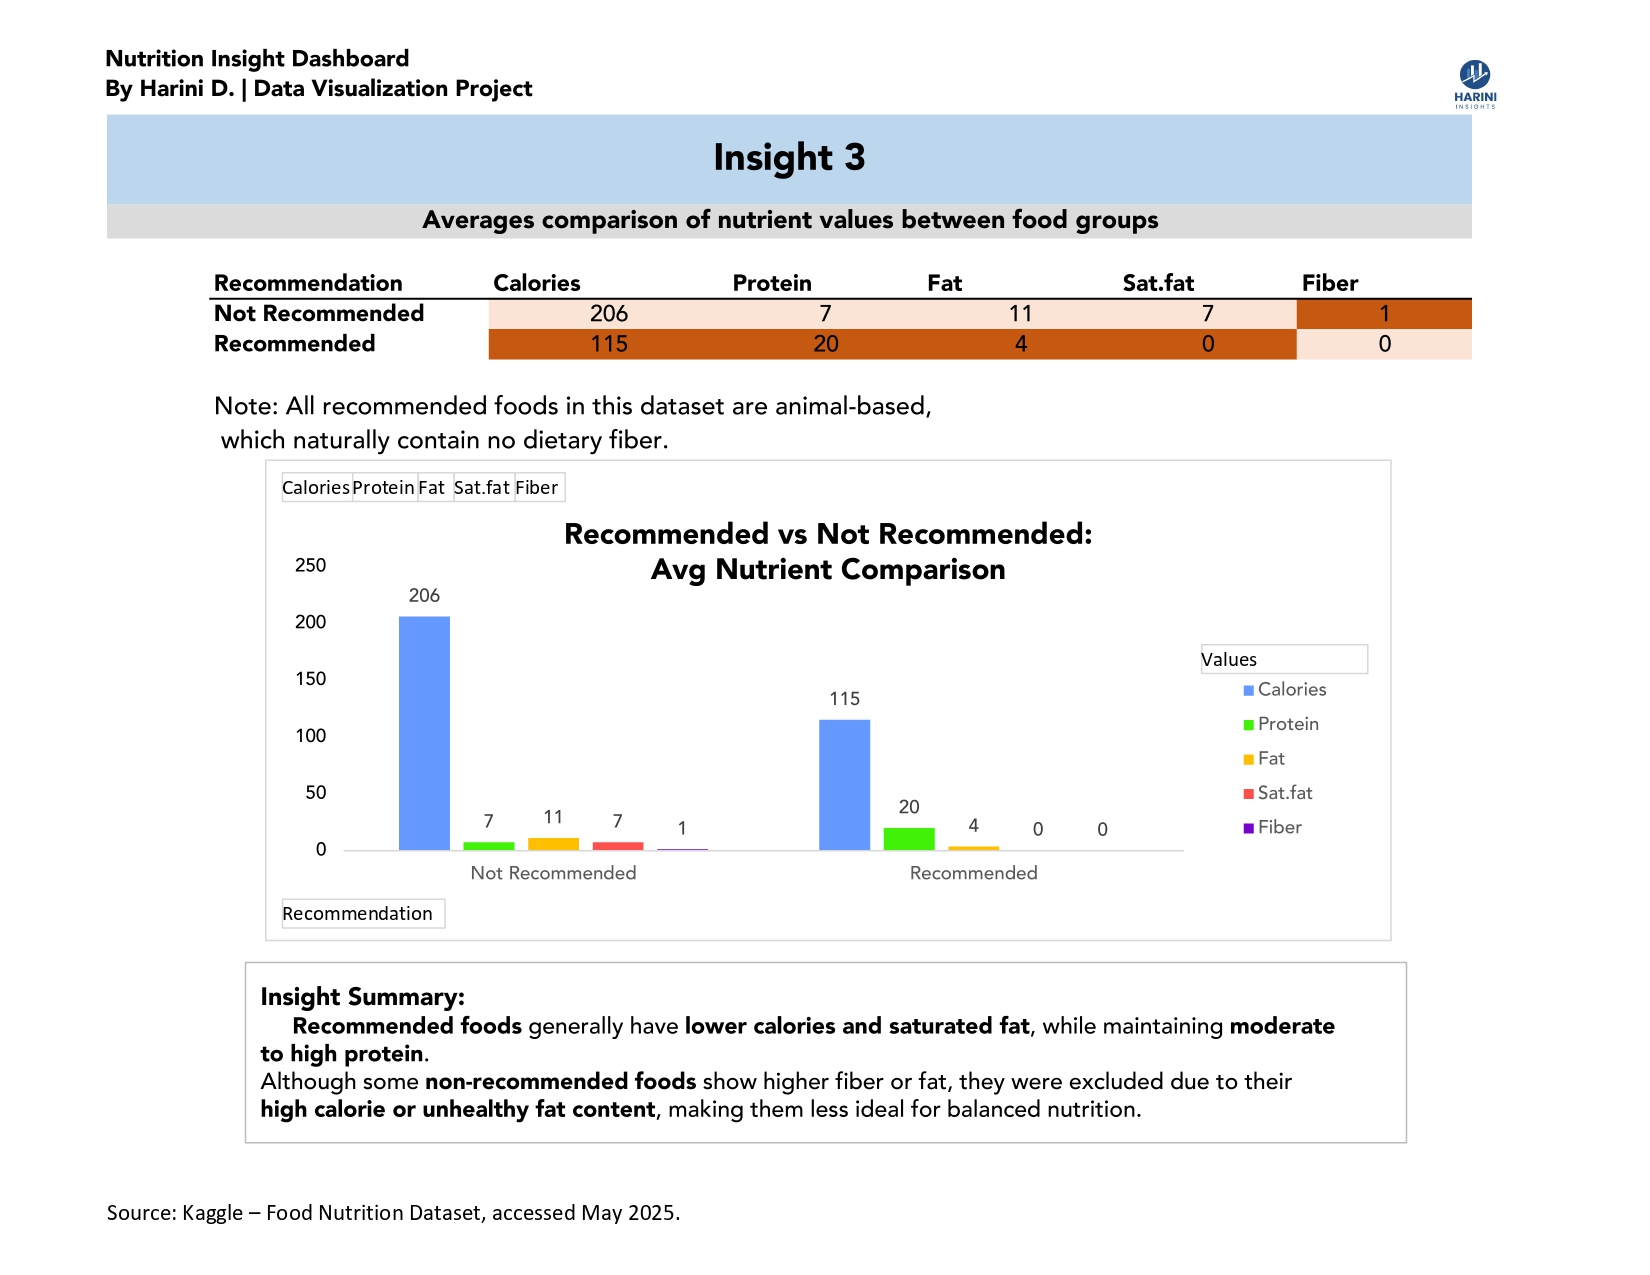 Nutrition Insight Dashboard
By Harini D. | Data Visualization Project
HARINI
INSIGHTS
Insight 3
Averages comparison of nutrient values between food groups
Recommendation Calories Protein Fat Sat.fat Fiber
Not Recommended 206 7 11 7 1
Recommended 115 20 4 0 0
Note: All recommended foods in this dataset are animal-based,
which naturally contain no dietary fiber.
Calories Protein Fat Sat.fat Fiber
Recommended vs Not Recommended:
Avg Nutrient Comparison
250
200
150
100
50
0
206
7
11
7
1
115
20
4
0
0
Not Recommended
Recommended
Values
Calories
Protein
Fat
Sat.fat
Fiber
Recommendation
Insight Summary:
Recommended foods generally have lower calories and saturated fat, while maintaining moderate
to high protein.
Although some non-recommended foods show higher fiber or fat, they were excluded due to their
high calorie or unhealthy fat content, making them less ideal for balanced nutrition.
Source: Kaggle – Food Nutrition Dataset, accessed May 2025.